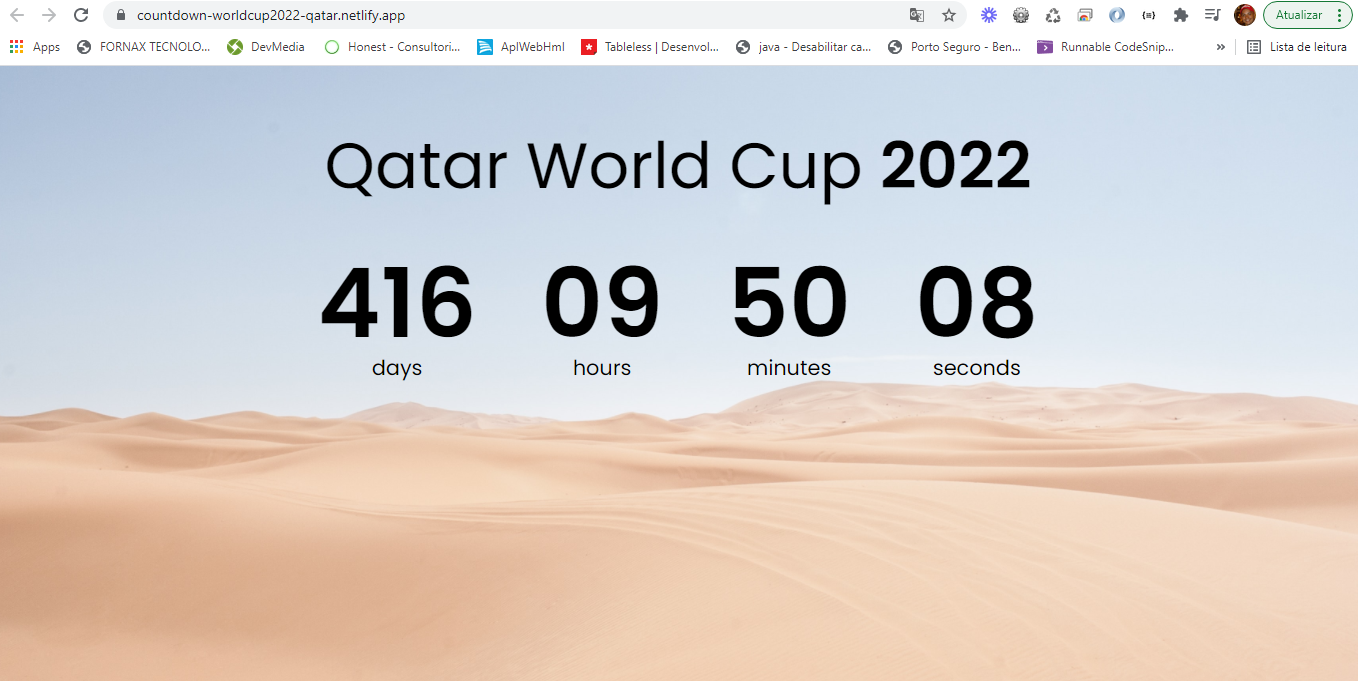 countdown-worldcup2022-qatar.netlify.app
Atualizar
Apps FORNAX TECNOLO... DevMedia Honest - Consultori... AplWebHml Tableless | Desenvol... java - Desabilitar ca... Porto Seguro - Ben... Runnable CodeSnip... » Lista de leitura
Qatar World Cup 2022
416 09 50 08
days hours minutes seconds